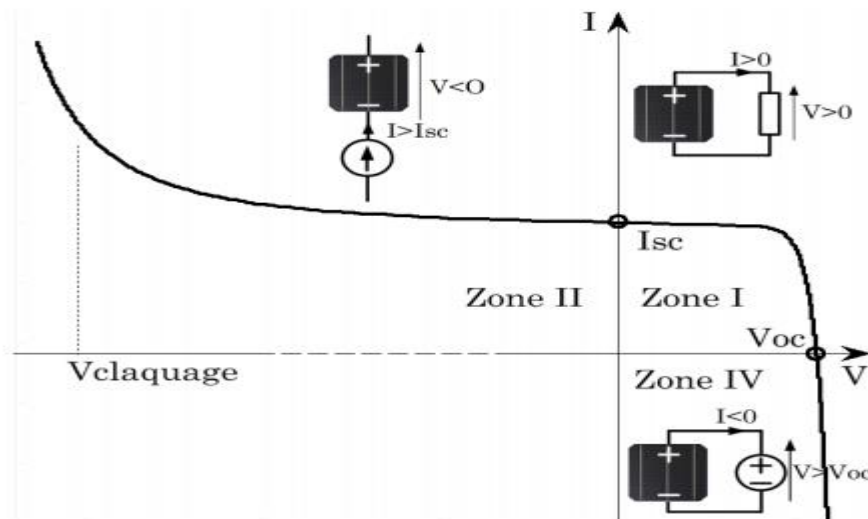 I
I>0
V<O
V>0
I>Isc
Isc
Zone II
Zone I
Voc
Vclaquage
V
Zone IV
I<0
V>Voc